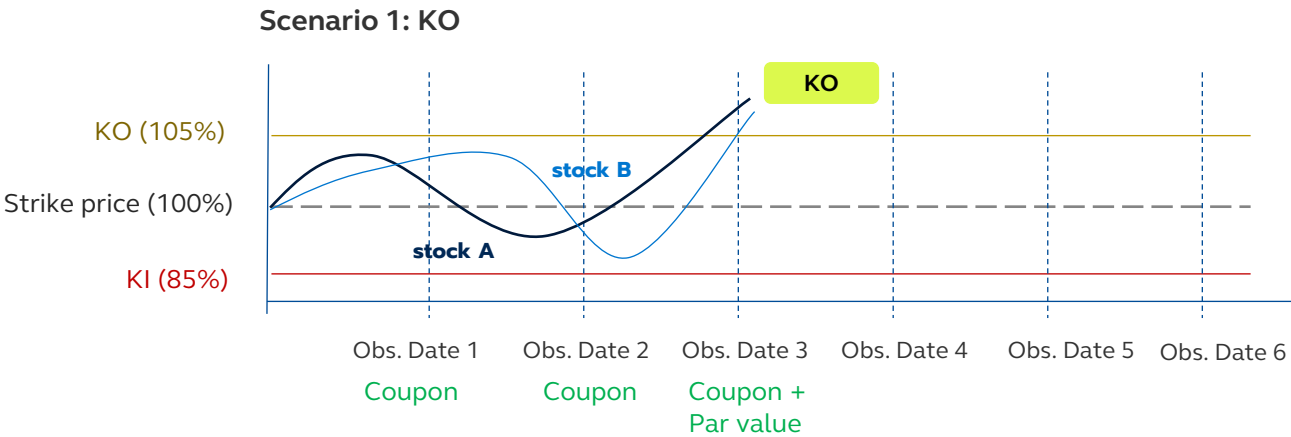 Scenario 1: KO
KO
KO (105%)
stock B
Strike price (100%)
stock A
KI (85%)
Obs. Date 1
Obs. Date 2
Obs. Date 3
Obs. Date 4
Obs. Date 5
Obs. Date 6
Coupon
Coupon
Coupon +
Par value